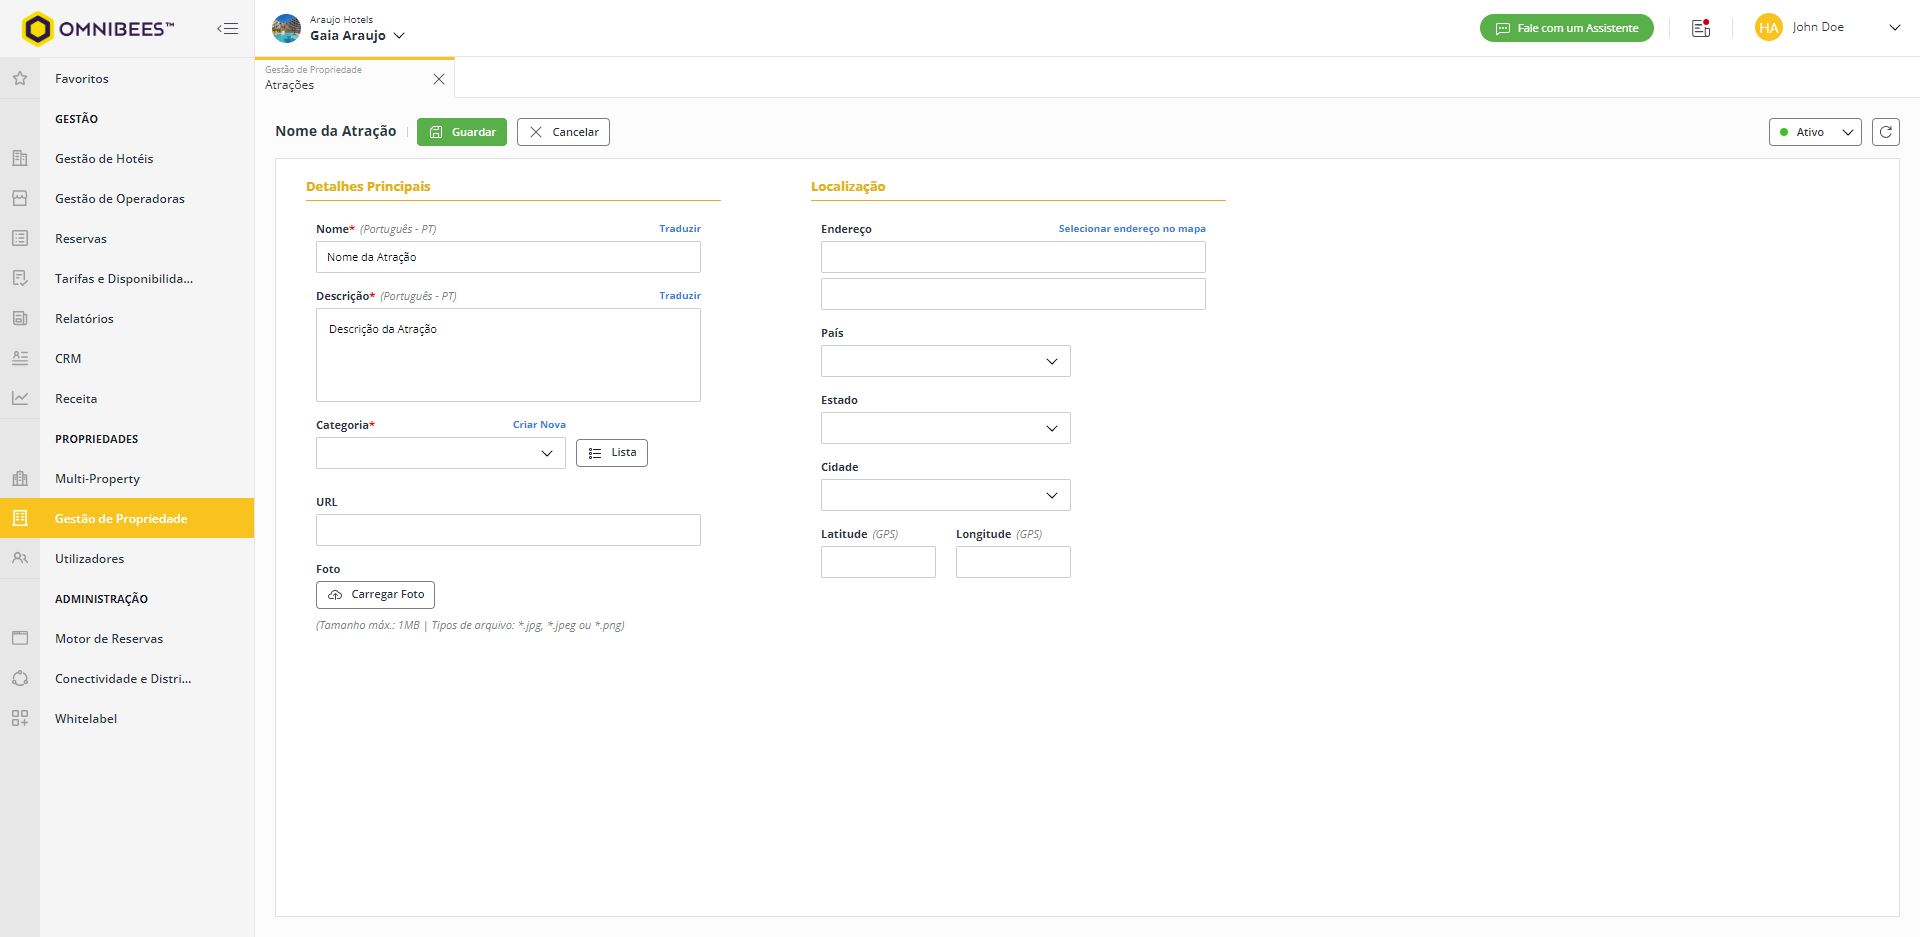 OMNIBEES™
Araujo Hotels
Gaia Araujo
Fale com um Assistente
HA
John Doe
Favoritos
GESTÃO
Gestão de Hotéis
Gestão de Operadoras
Reservas
Tarifas e Disponibilida...
Relatórios
CRM
Receita
PROPRIEDADES
Multi-Property
Gestão de Propriedade
Utilizadores
ADMINISTRAÇÃO
Motor de Reservas
Conectividade e Distri...
Whitelabel
Gestão de Propriedade
Atrações
Nome da Atração
Guardar
Cancelar
Ativo
Detalhes Principais
Nome* (Português - PT) Traduzir
Nome da Atração
Descrição* (Português - PT) Traduzir
Descrição da Atração
Categoria* Criar Nova
Lista
URL
Foto
Carregar Foto
(Tamanho máx.: 1MB | Tipos de arquivo: *.jpg, *.jpeg ou *.png)
Localização
Endereço Selecionar endereço no mapa
País
Estado
Cidade
Latitude (GPS) Longitude (GPS)